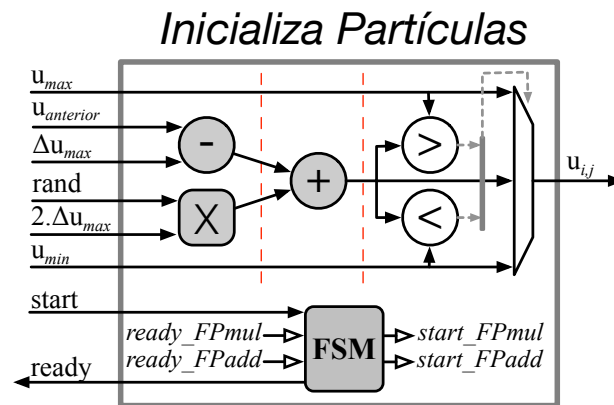 Inicializa Partículas
u_max
u_anterior
Δu_max
rand
2.Δu_max
u_min
-
X
+
>
<
u_i,j
start
ready_FPmul
ready_FPadd
FSM
start_FPmul
start_FPadd
ready